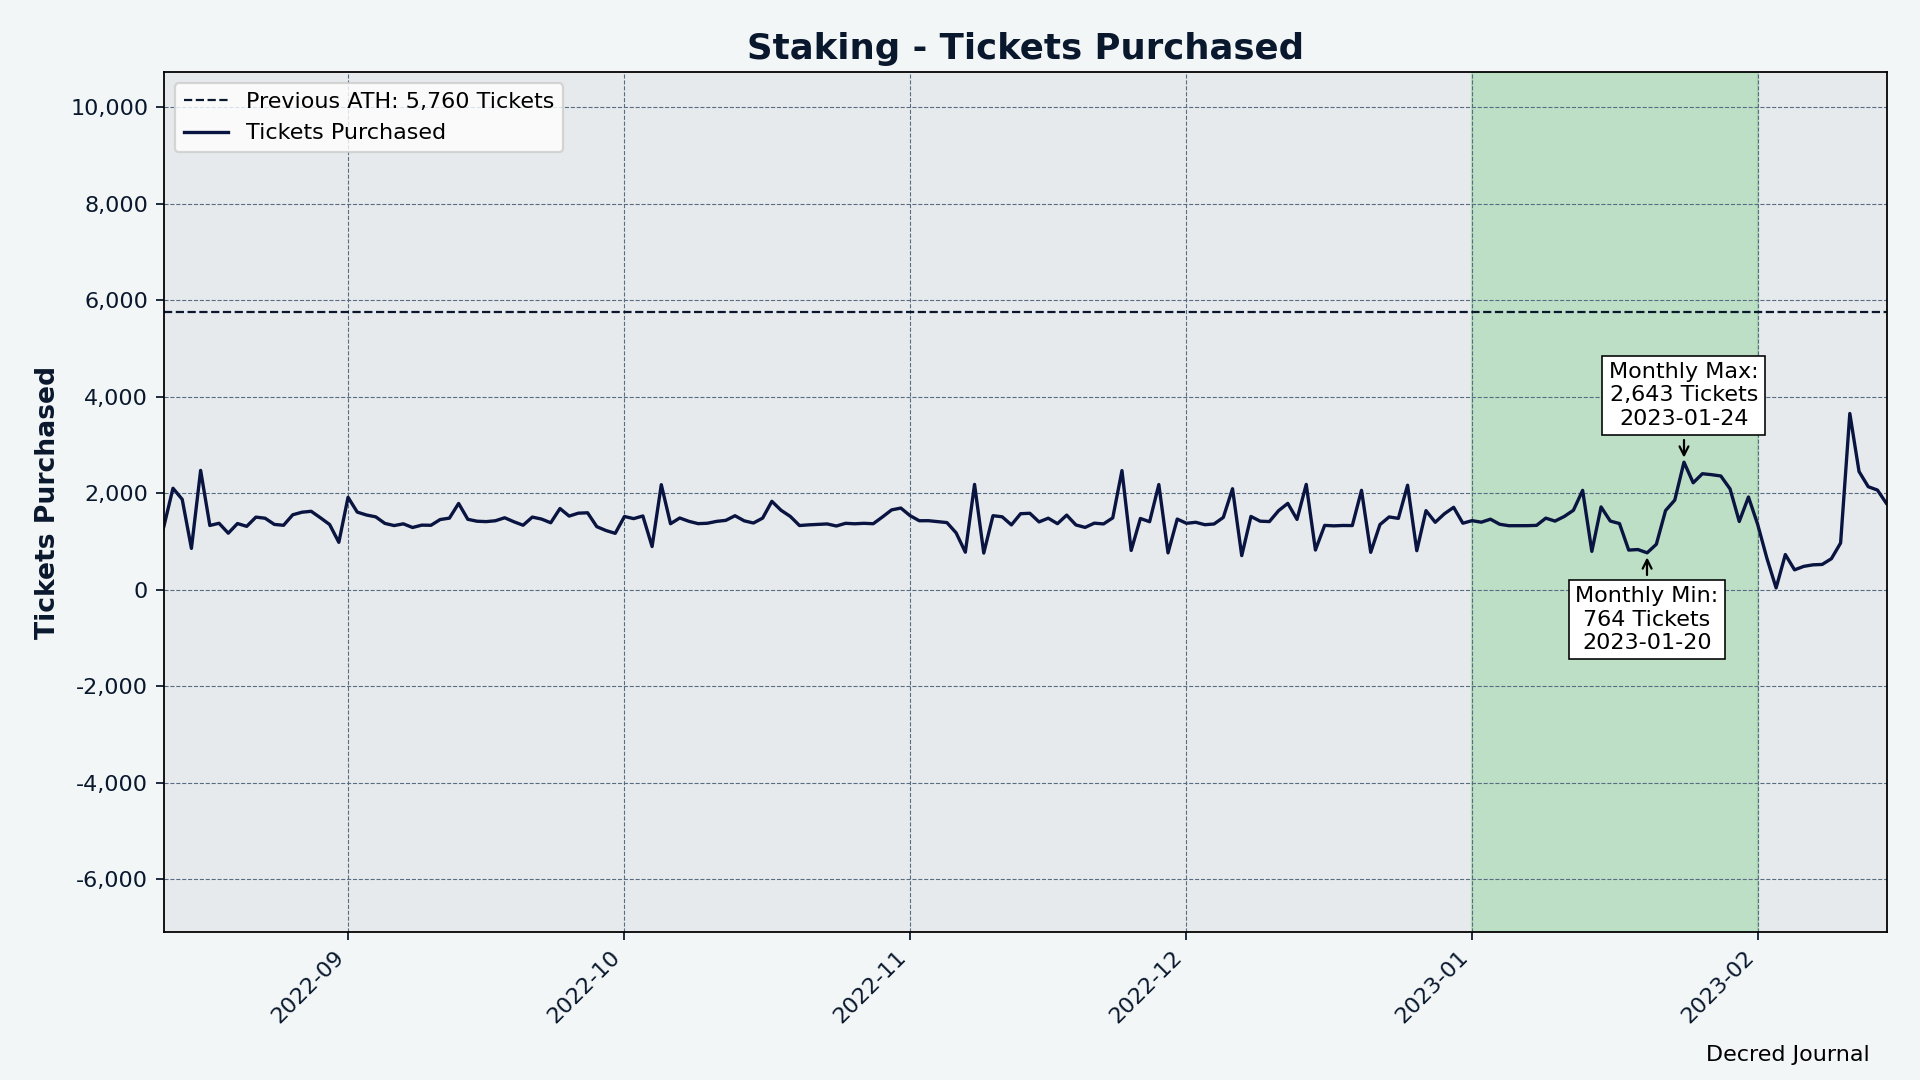 Staking - Tickets Purchased
Previous ATH: 5,760 Tickets
Tickets Purchased
Tickets Purchased
10,000
8,000
6,000
4,000
2,000
0
-2,000
-4,000
-6,000
Monthly Max:
2,643 Tickets
2023-01-24
Monthly Min:
764 Tickets
2023-01-20
2022-09
2022-10
2022-11
2022-12
2023-01
2023-02
Decred Journal